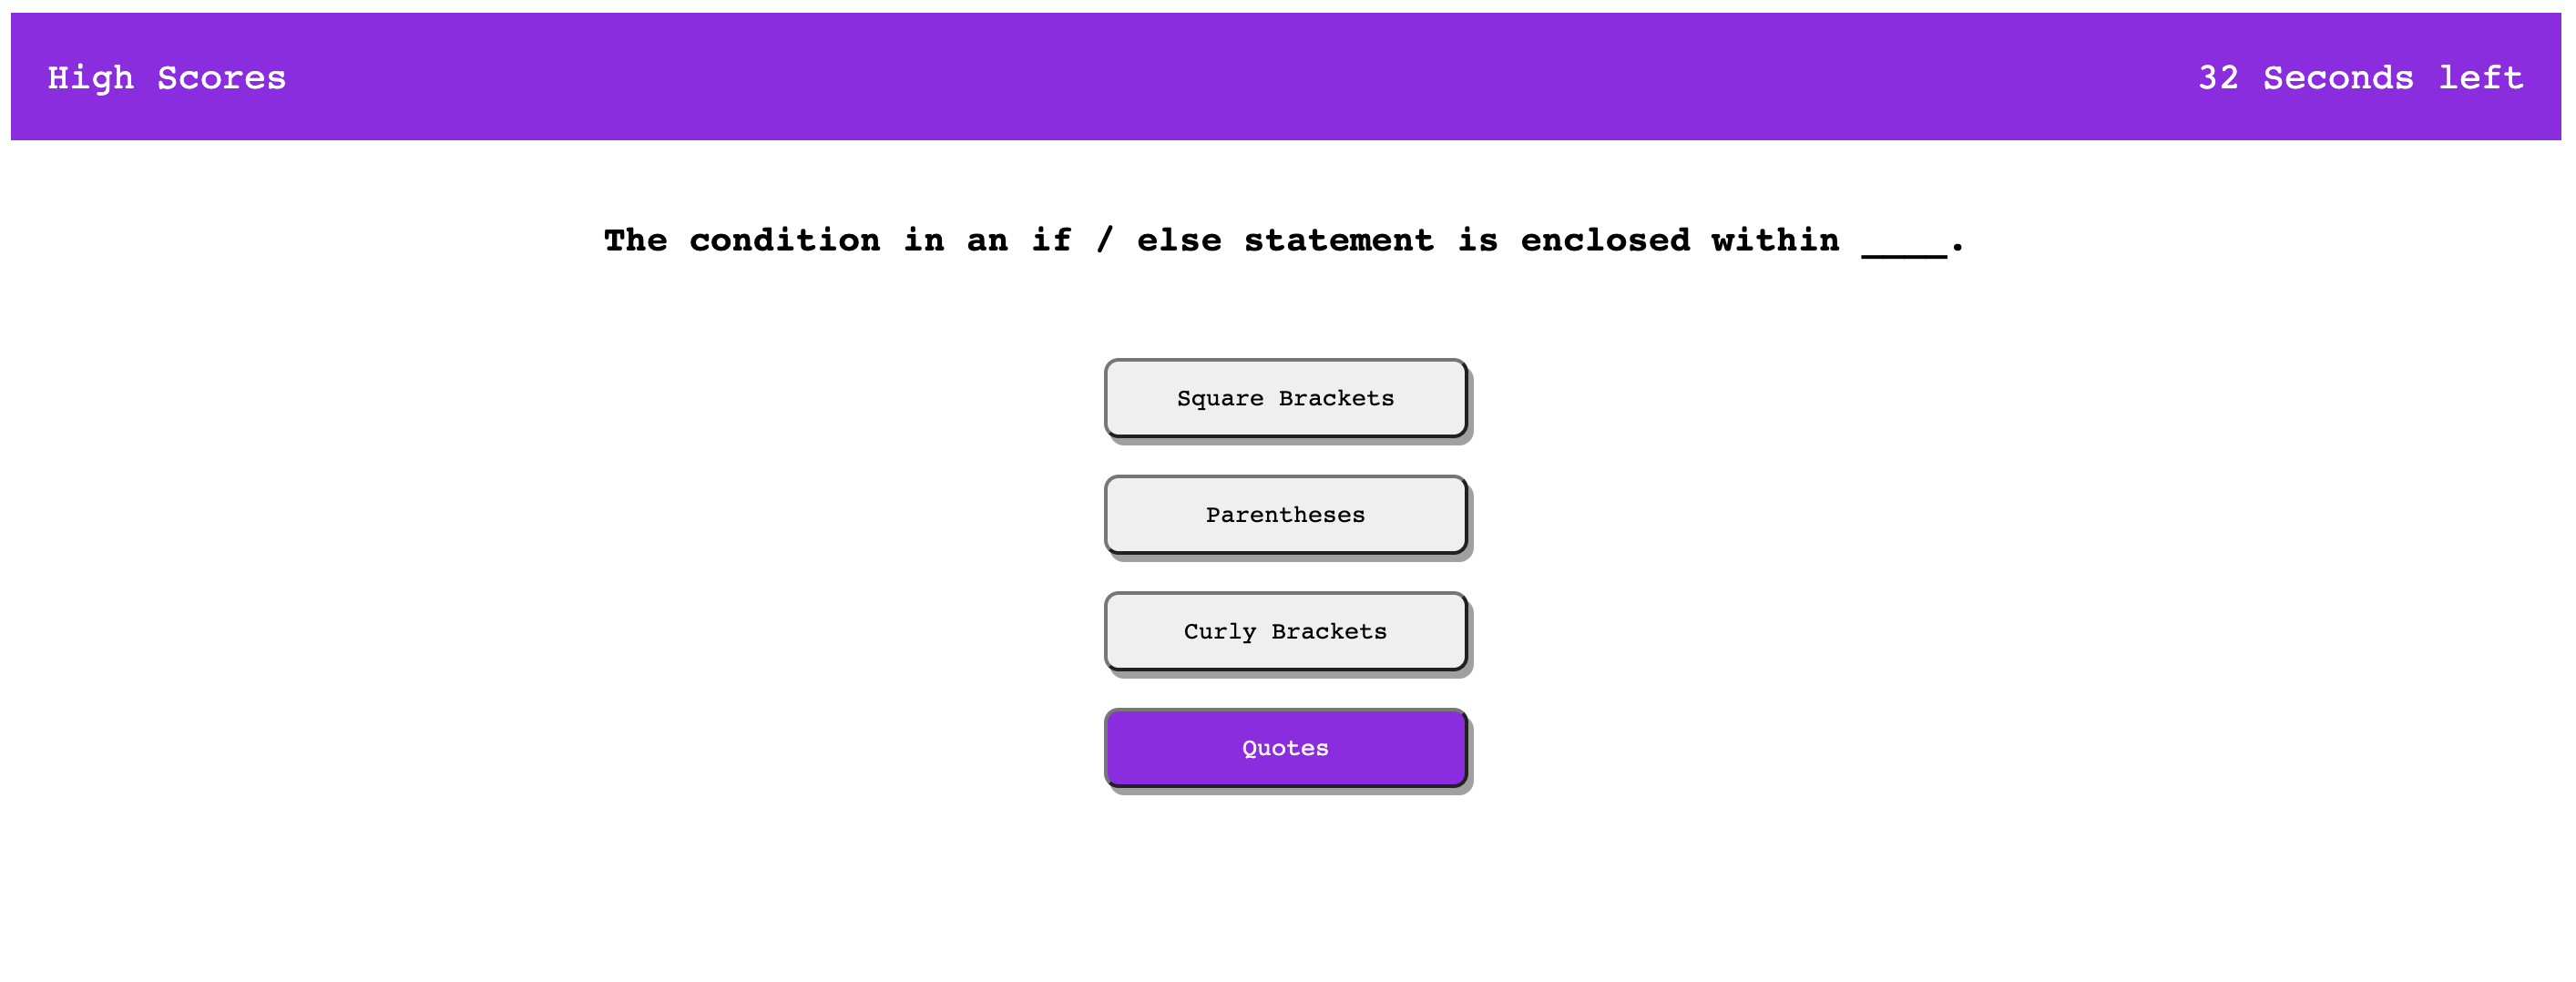 High Scores
32 Seconds left
The condition in an if / else statement is enclosed within ____.
Square Brackets
Parentheses
Curly Brackets
Quotes